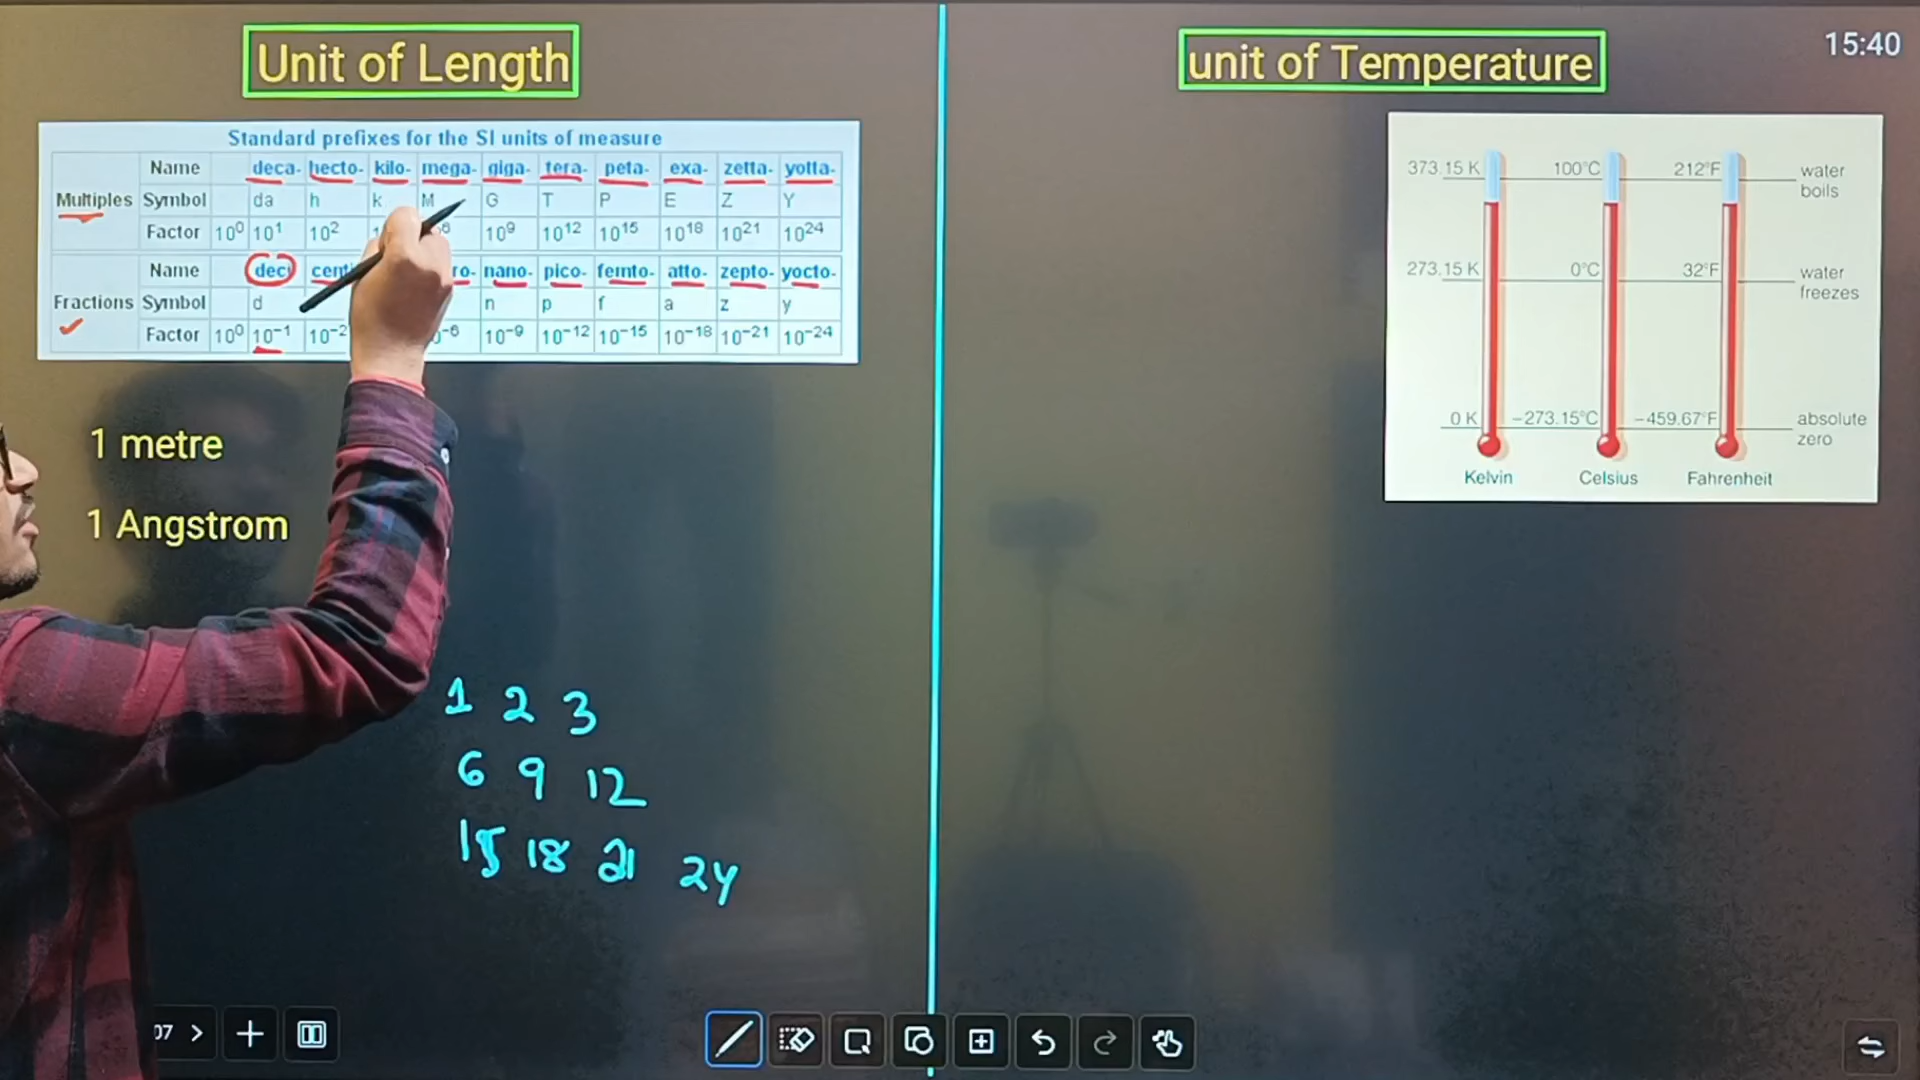 Unit of Length
unit of Temperature
15:40
Standard prefixes for the SI units of measure
Multiples
Name deca- hecto- kilo- mega- giga- tera- peta- exa- zetta- yotta-
Symbol da h k M G T P E Z Y
Factor 10⁰ 10¹ 10² 10⁹ 10¹² 10¹⁵ 10¹⁸ 10²¹ 10²⁴
Fractions
Name nano- pico- femto- atto- zepto- yocto-
Symbol d n p f a z y
Factor 10⁰ 10⁻¹ 10⁻² 10⁻⁹ 10⁻¹² 10⁻¹⁵ 10⁻¹⁸ 10⁻²¹ 10⁻²⁴
1 metre
1 Angstrom
1 2 3
6 9 12
15 18 21 24
373.15 K 100°C 212°F water boils
273.15 K 0°C 32°F water freezes
0 K -273.15°C -459.67°F absolute zero
Kelvin Celsius Fahrenheit
07 >